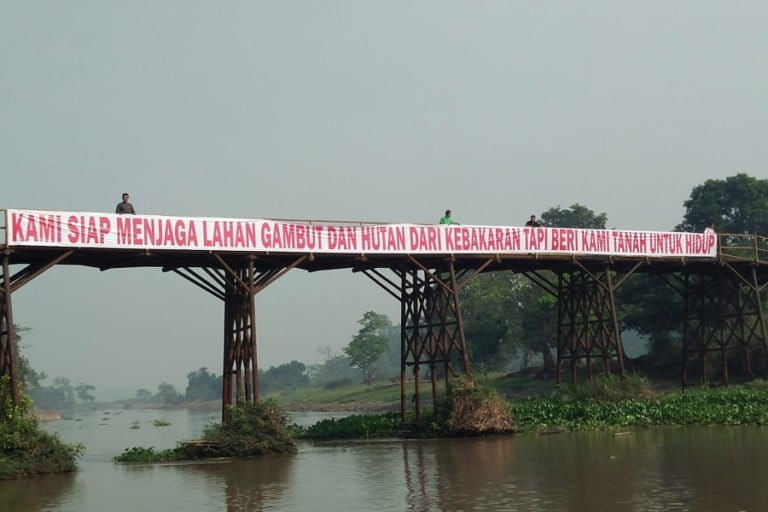 KAMI SIAP MENJAGA LAHAN GAMBUT DAN HUTAN DARI KEBAKARAN TAPI BERI KAMI TANAH UNTUK HIDUP